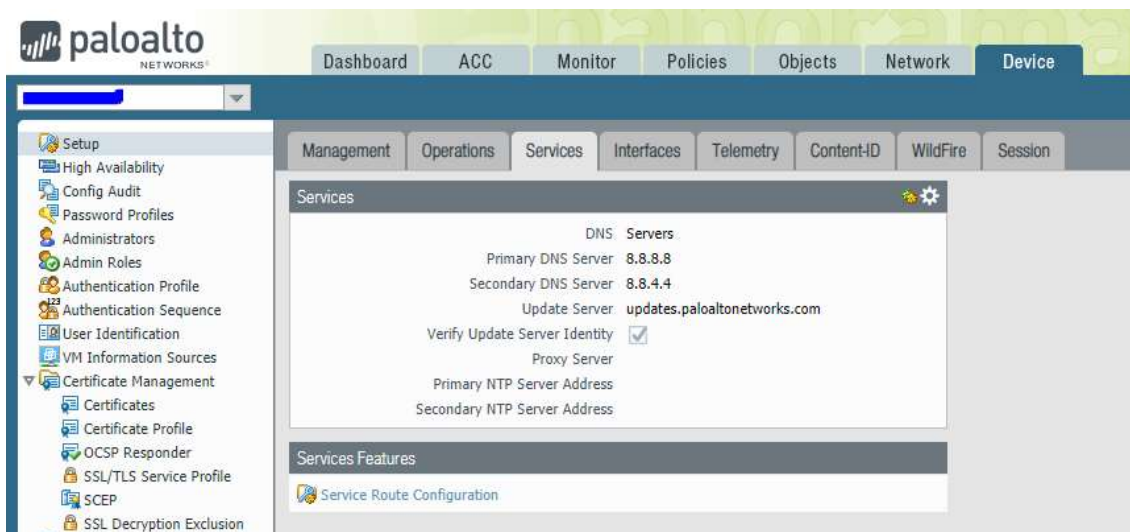 paloalto
NETWORKS
Dashboard ACC Monitor Policies Objects Network Device
Setup
High Availability
Config Audit
Password Profiles
Administrators
Admin Roles
Authentication Profile
Authentication Sequence
User Identification
VM Information Sources
Certificate Management
Certificates
Certificate Profile
OCSP Responder
SSL/TLS Service Profile
SCEP
SSL Decryption Exclusion
Management Operations Services Interfaces Telemetry Content-ID WildFire Session
Services
DNS Servers
Primary DNS Server 8.8.8.8
Secondary DNS Server 8.8.4.4
Update Server updates.paloaltonetworks.com
Verify Update Server Identity
Proxy Server
Primary NTP Server Address
Secondary NTP Server Address
Services Features
Service Route Configuration